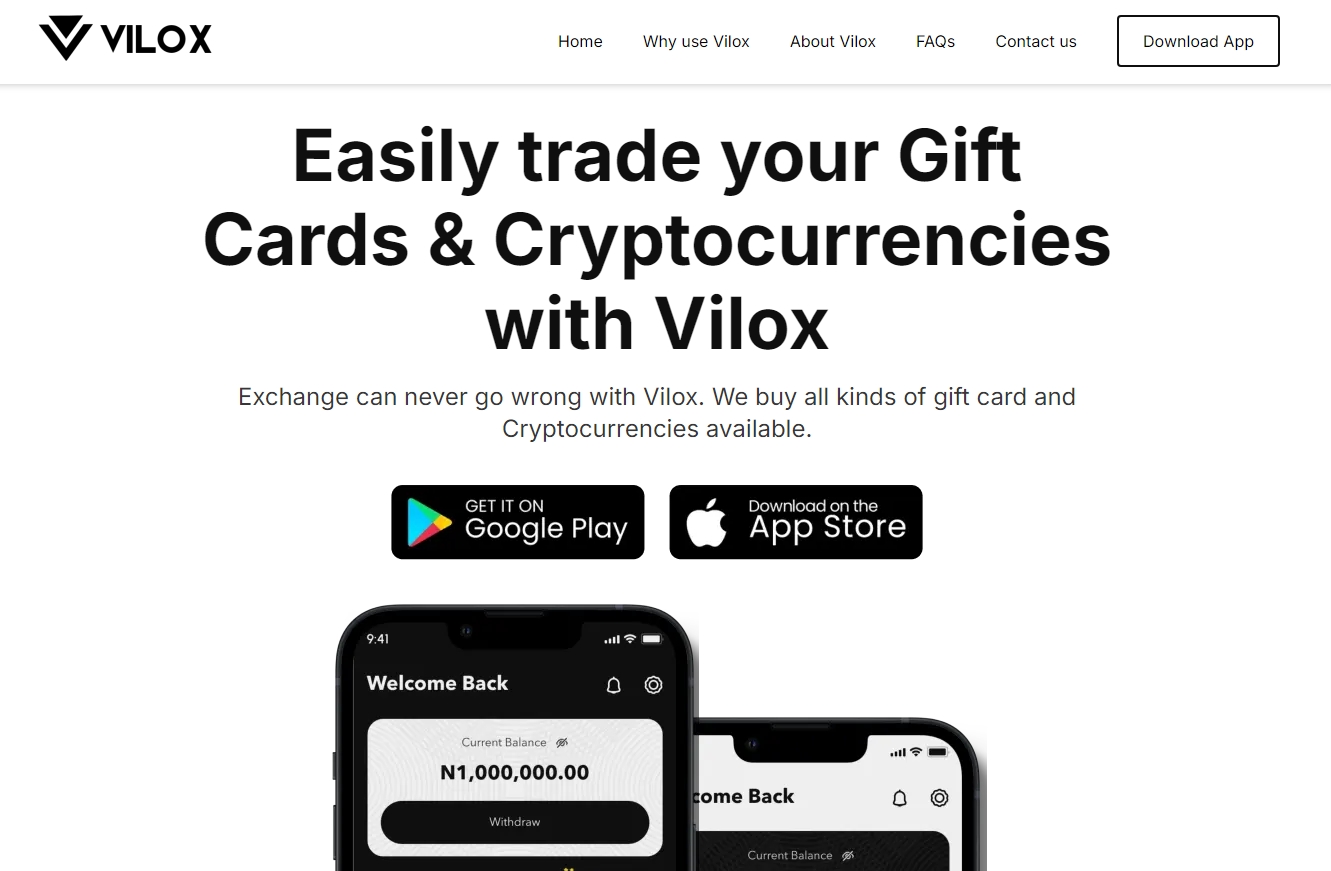 VILOX
Home Why use Vilox About Vilox FAQs Contact us Download App
Easily trade your Gift
Cards & Cryptocurrencies
with Vilox
Exchange can never go wrong with Vilox. We buy all kinds of gift card and
Cryptocurrencies available.
GET IT ON
Google Play
Download on the
App Store
9:41
Welcome Back
Current Balance
N1,000,000.00
Withdraw
come Back
Current Balance